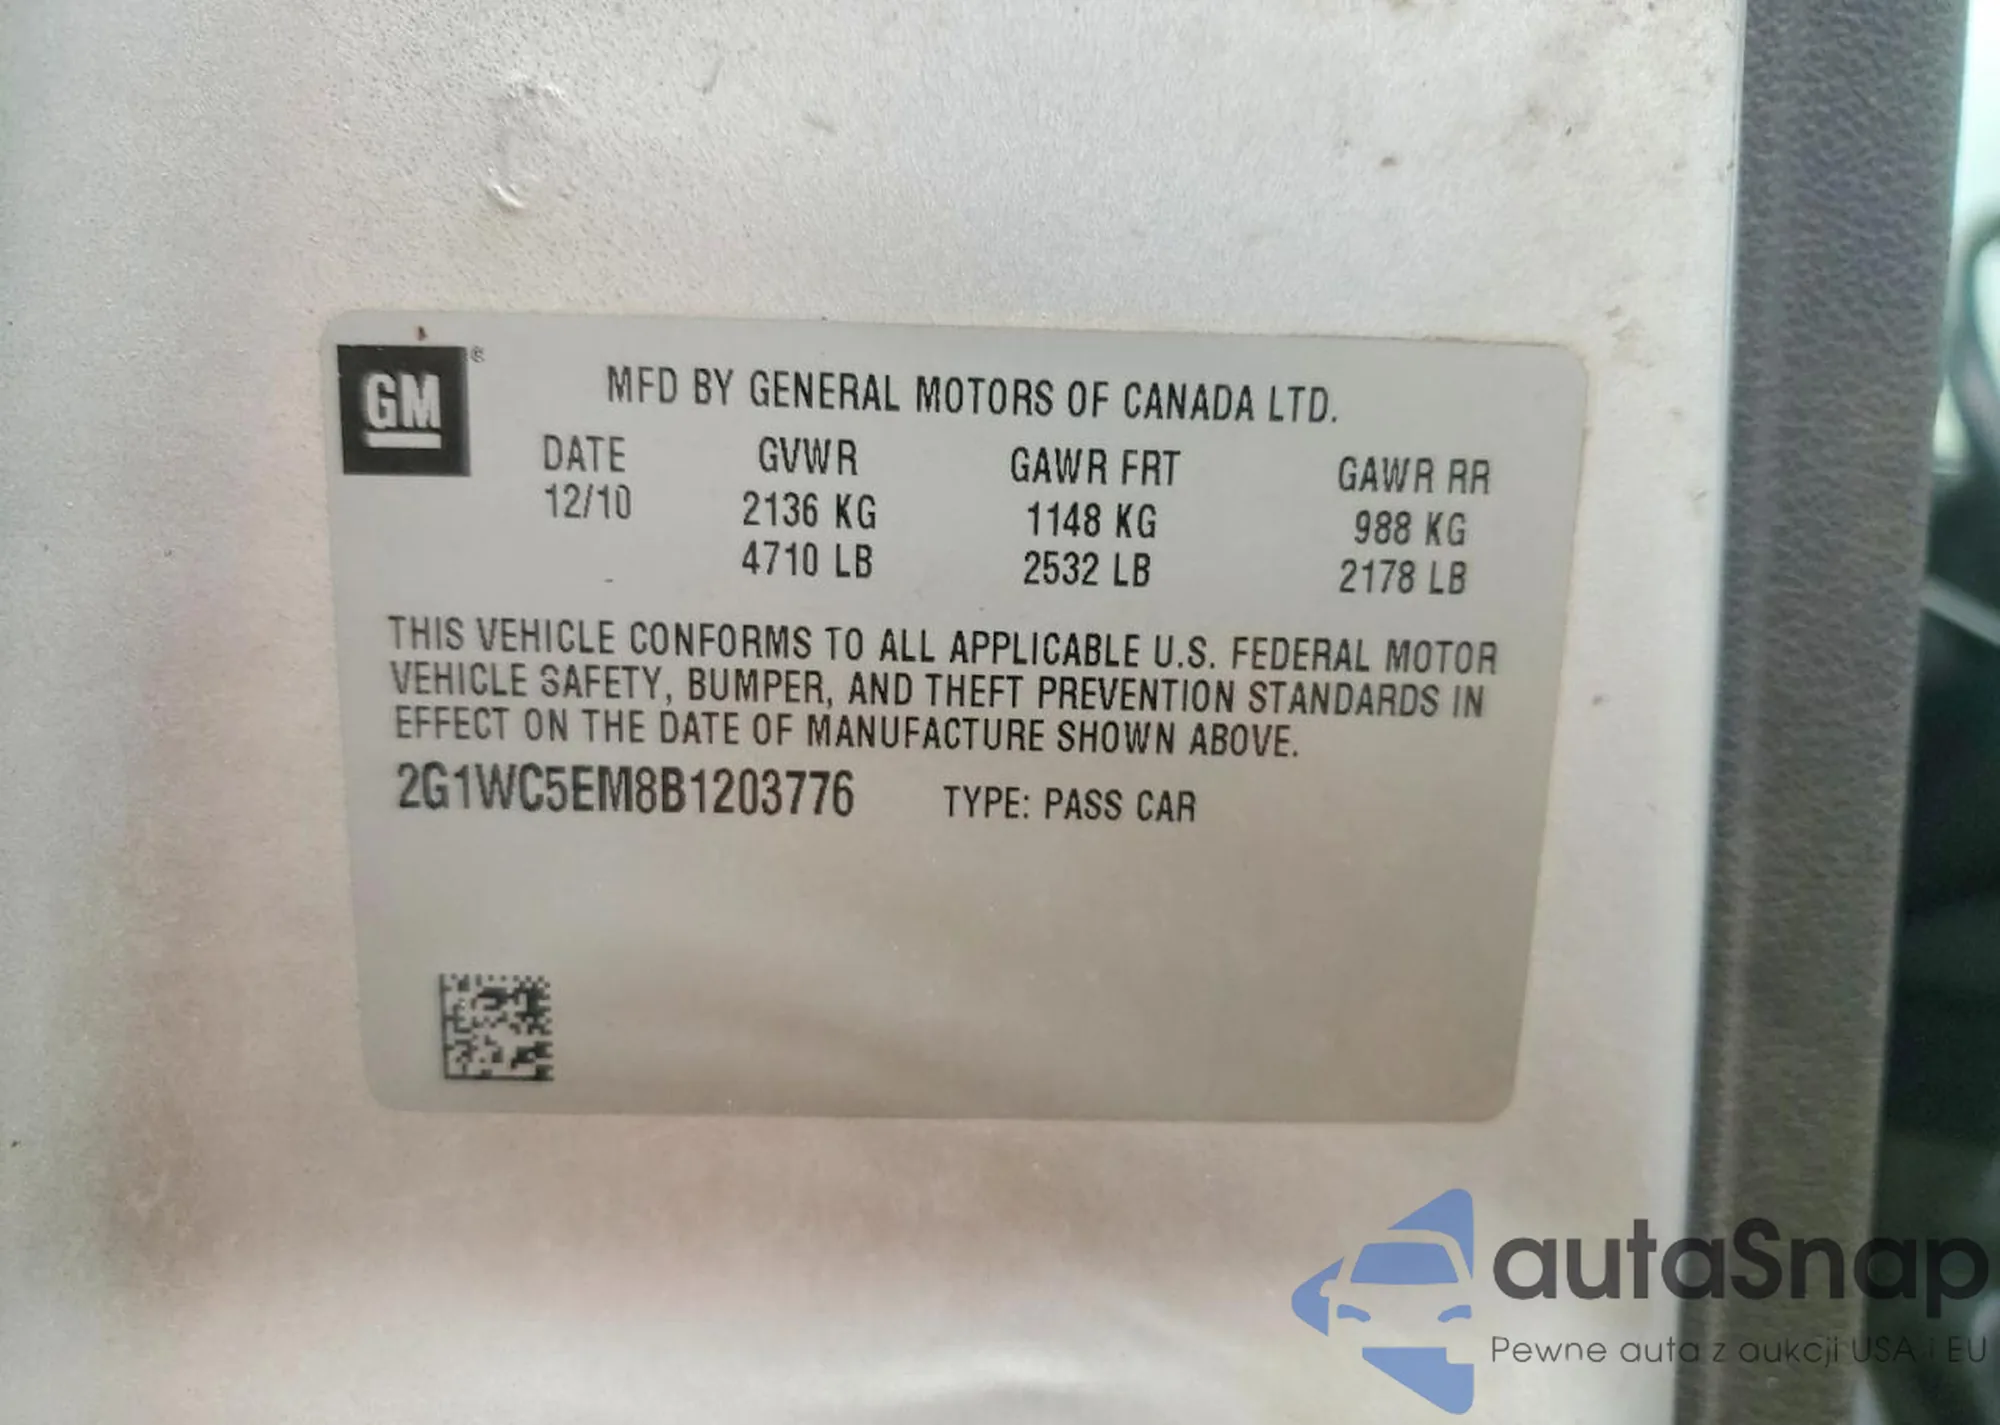 GM ®
MFD BY GENERAL MOTORS OF CANADA LTD.
DATE GVWR GAWR FRT GAWR RR
12/10 2136 KG 1148 KG 988 KG
4710 LB 2532 LB 2178 LB
THIS VEHICLE CONFORMS TO ALL APPLICABLE U.S. FEDERAL MOTOR
VEHICLE SAFETY, BUMPER, AND THEFT PREVENTION STANDARDS IN
EFFECT ON THE DATE OF MANUFACTURE SHOWN ABOVE.
2G1WC5EM8B1203776 TYPE: PASS CAR
autaSnap
Pewne auta z aukcji USA i EU